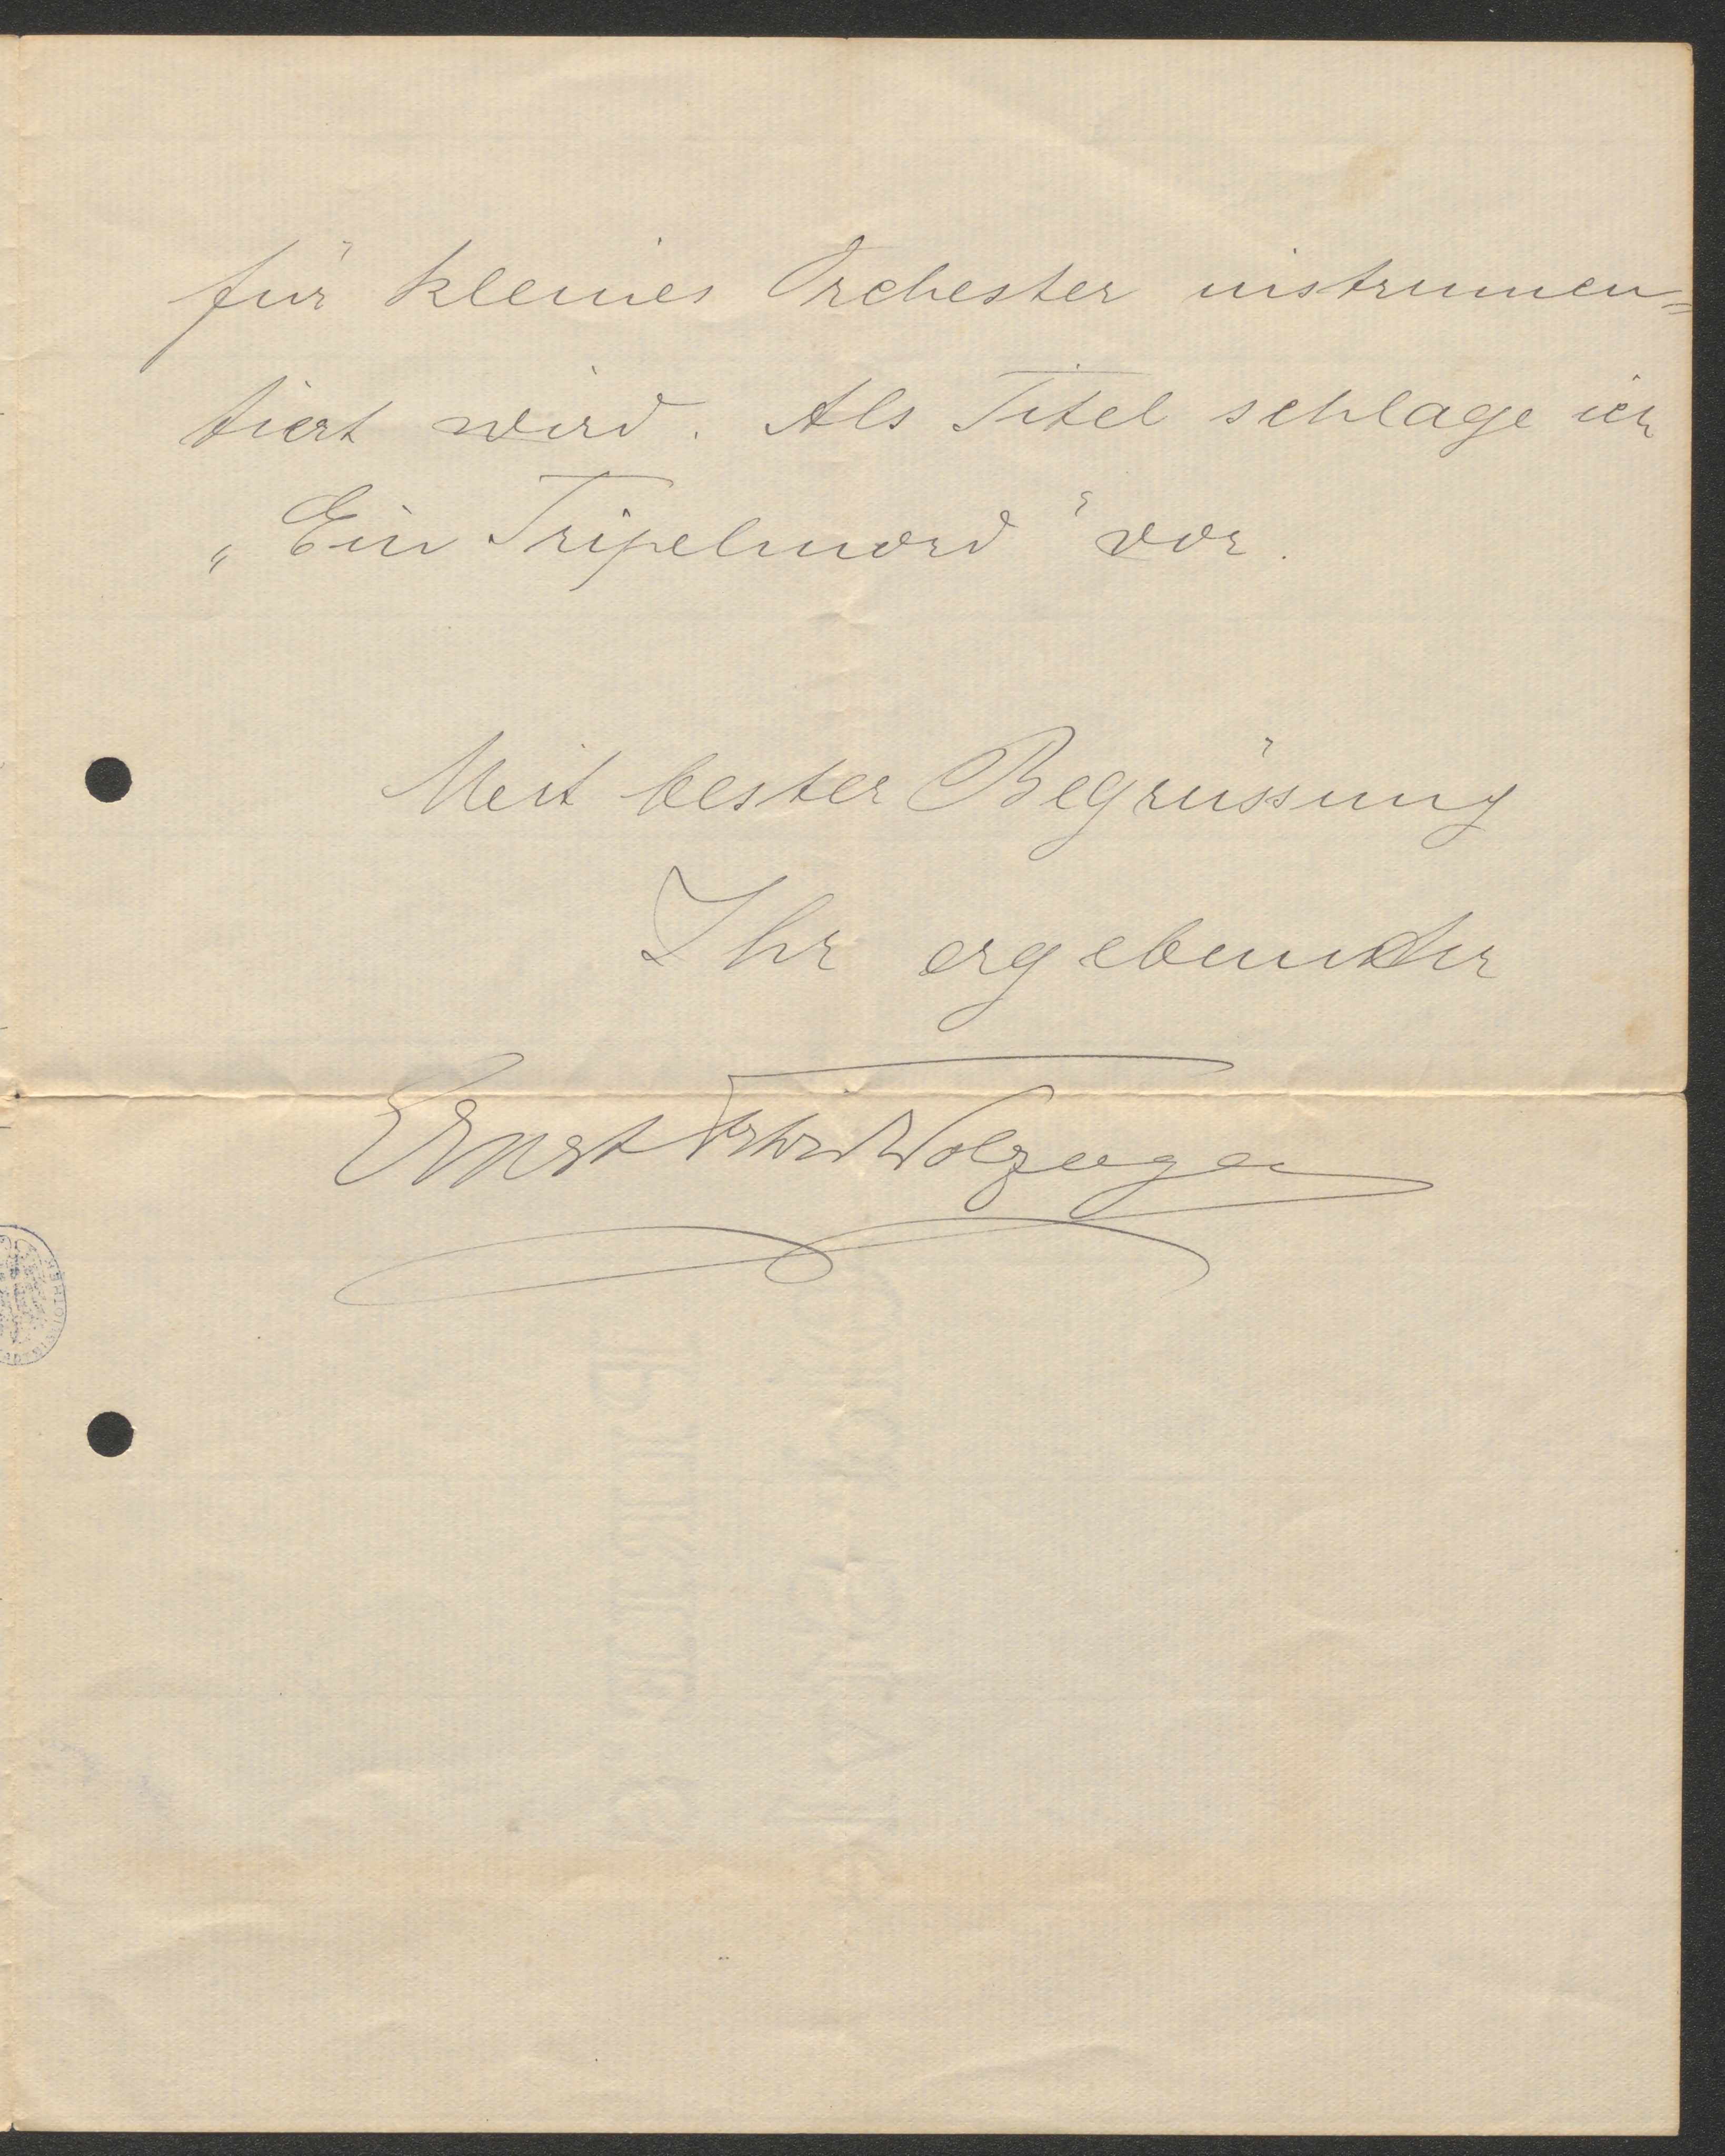 für kleines Orchester instrumen=
tiert wird. Als Titel schlage ich
„Ein Tripelmord" vor.
Mit bester Begrüssung
Ihr ergebenster
Ernst Frhr v Wolzogen